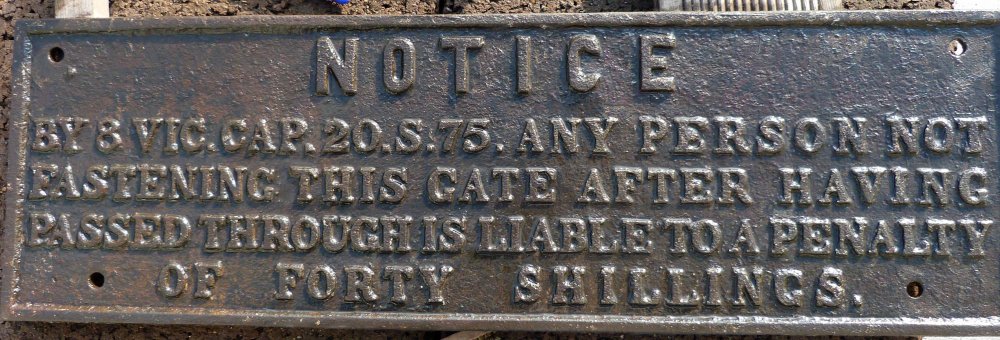 NOTICE
BY 8 VIC. CAP. 20. S. 75. ANY PERSON NOT
FASTENING THIS GATE AFTER HAVING
PASSED THROUGH IS LIABLE TO A PENALTY
OF FORTY SHILLINGS.